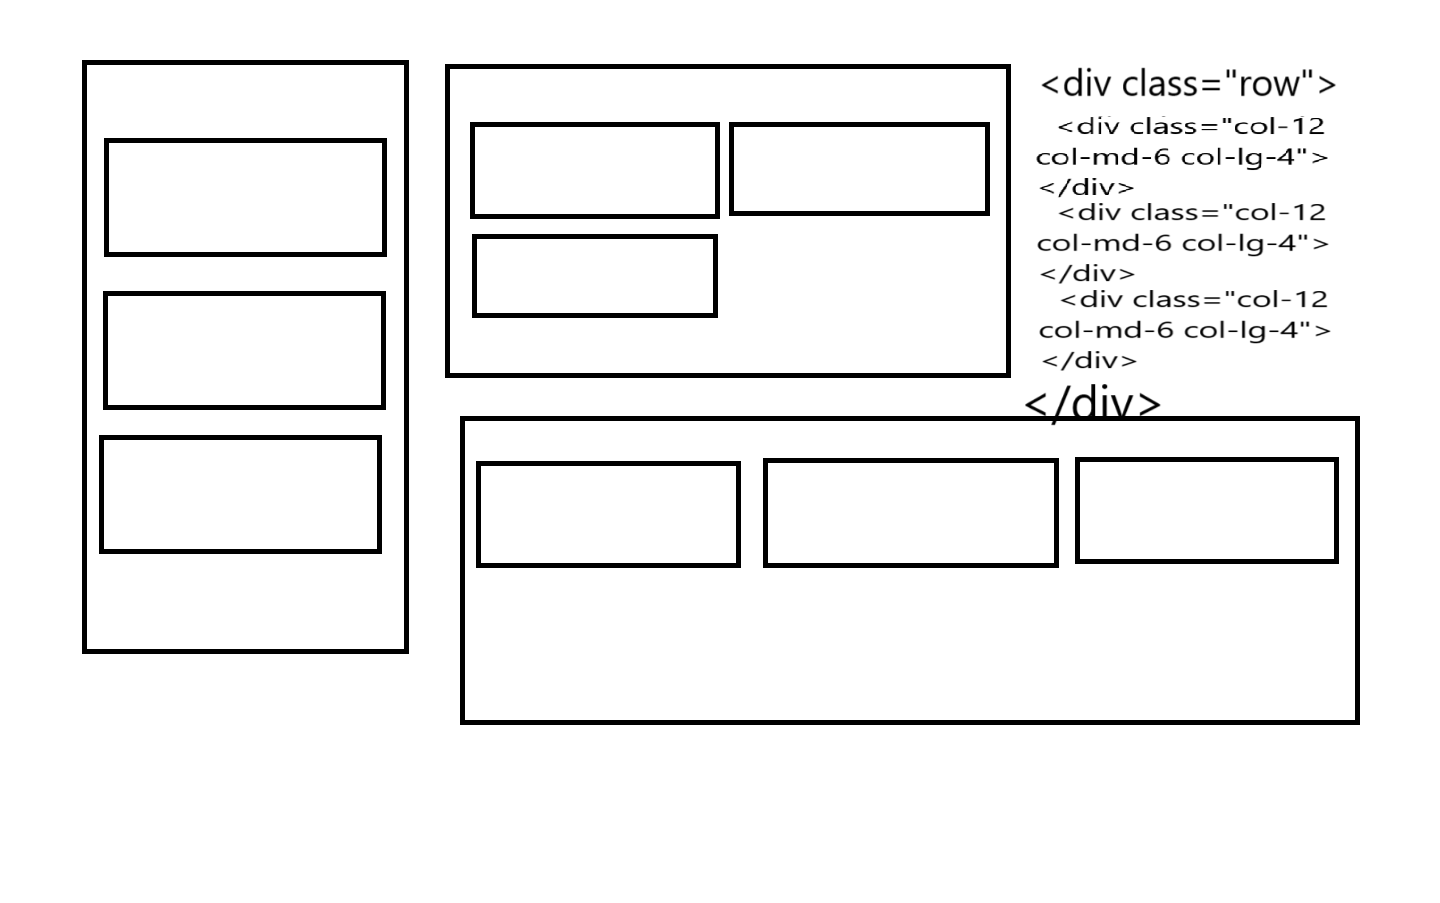 <div class="row">
<div class="col-12
col-md-6 col-lg-4">
</div>
<div class="col-12
col-md-6 col-lg-4">
</div>
<div class="col-12
col-md-6 col-lg-4">
</div>
</div>